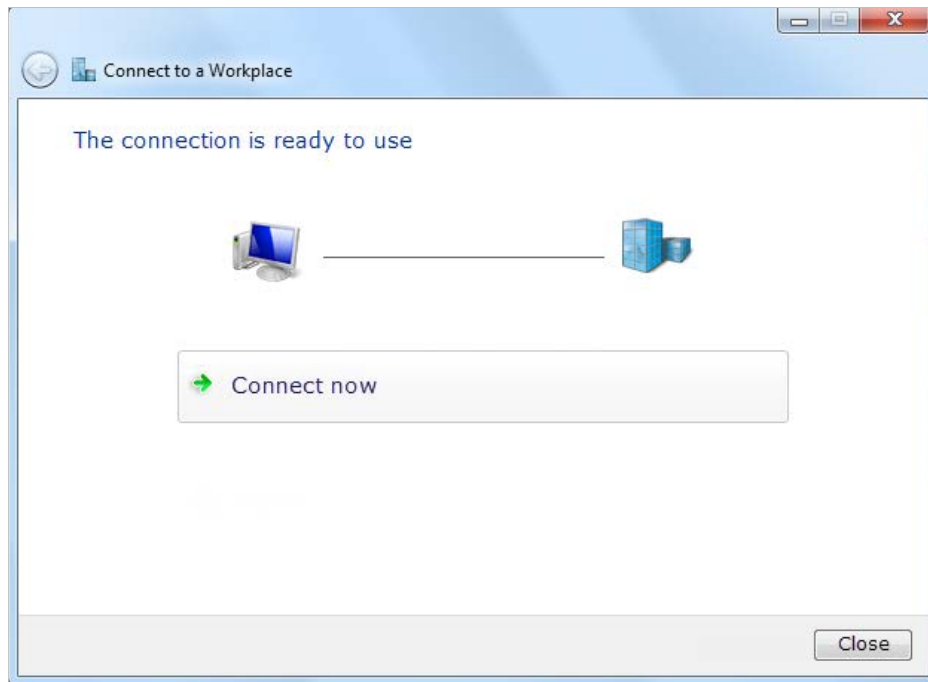 Connect to a Workplace
The connection is ready to use
Connect now
Close